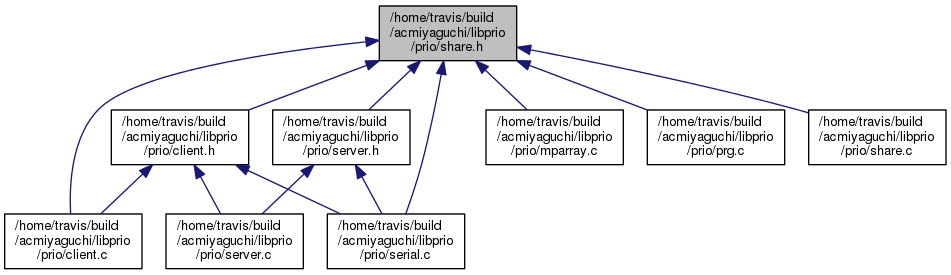 /home/travis/build
/acmiyaguchi/libprio
/prio/share.h
/home/travis/build
/acmiyaguchi/libprio
/prio/client.h
/home/travis/build
/acmiyaguchi/libprio
/prio/server.h
/home/travis/build
/acmiyaguchi/libprio
/prio/mparray.c
/home/travis/build
/acmiyaguchi/libprio
/prio/prg.c
/home/travis/build
/acmiyaguchi/libprio
/prio/share.c
/home/travis/build
/acmiyaguchi/libprio
/prio/client.c
/home/travis/build
/acmiyaguchi/libprio
/prio/server.c
/home/travis/build
/acmiyaguchi/libprio
/prio/serial.c